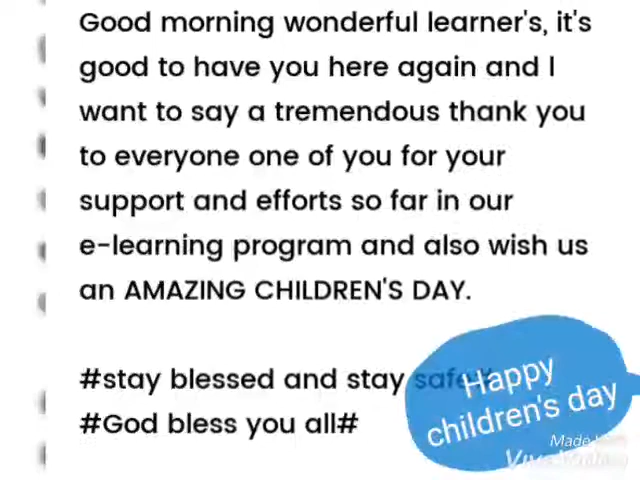 Good morning wonderful learner's, it's
good to have you here again and I
want to say a tremendous thank you
to everyone one of you for your
support and efforts so far in our
e-learning program and also wish us
an AMAZING CHILDREN'S DAY.
#stay blessed and stay safe#
#God bless you all#
Happy
children's day
Made